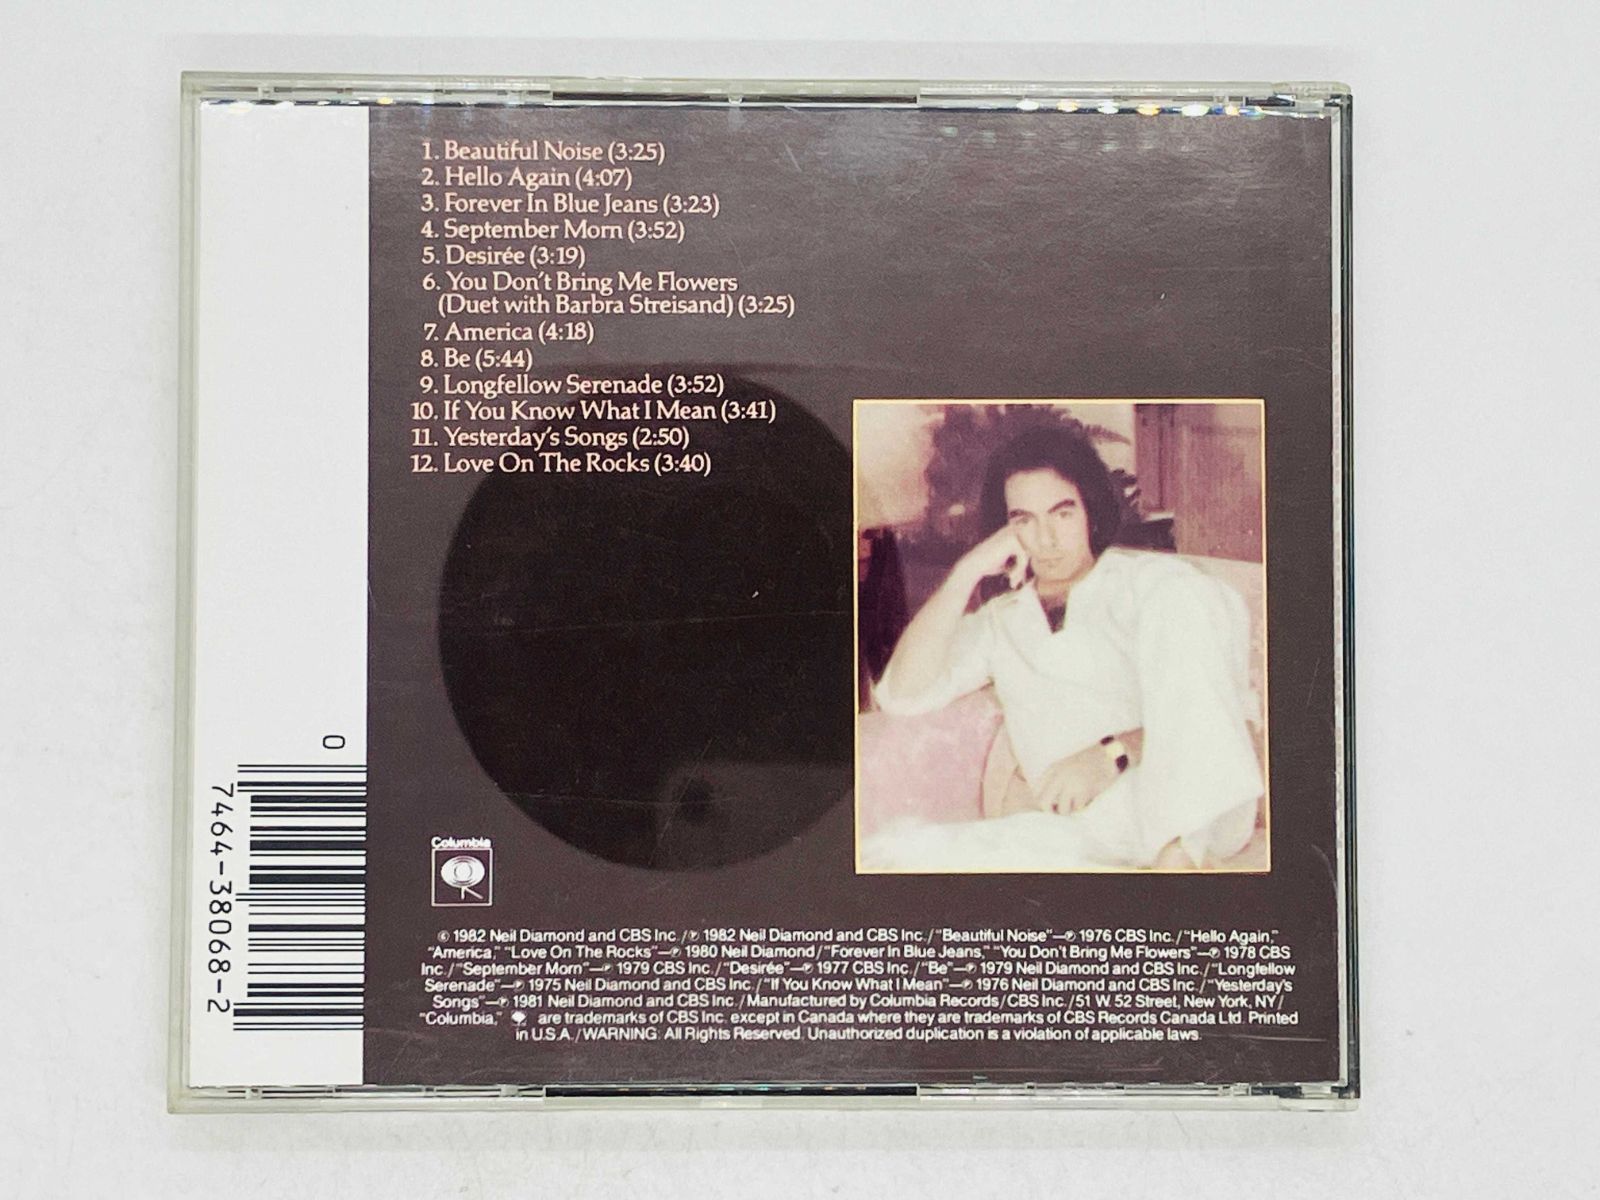 1. Beautiful Noise (3:25)
2. Hello Again (4:07)
3. Forever In Blue Jeans (3:23)
4. September Morn (3:52)
5. Desirée (3:19)
6. You Don't Bring Me Flowers
(Duet with Barbra Streisand) (3:25)
7. America (4:18)
8. Be (5:44)
9. Longfellow Serenade (3:52)
10. If You Know What I Mean (3:41)
11. Yesterday's Songs (2:50)
12. Love On The Rocks (3:40)
0
7464-38068-2
Columbia
© 1982 Neil Diamond and CBS Inc./℗ 1982 Neil Diamond and CBS Inc./"Beautiful Noise"—℗ 1976 CBS Inc./"Hello Again,"
"America," "Love On The Rocks"—℗ 1980 Neil Diamond/"Forever In Blue Jeans," "You Don't Bring Me Flowers"—℗ 1978 CBS
Inc./"September Morn"—℗ 1979 CBS Inc./"Desirée"—℗ 1977 CBS Inc./"Be"—℗ 1979 Neil Diamond and CBS Inc./"Longfellow
Serenade"—℗ 1975 Neil Diamond and CBS Inc./"If You Know What I Mean"—℗ 1976 Neil Diamond and CBS Inc./"Yesterday's
Songs"—℗ 1981 Neil Diamond and CBS Inc./Manufactured by Columbia Records/CBS Inc./51 W. 52 Street, New York, NY/
"Columbia," are trademarks of CBS Inc. except in Canada where they are trademarks of CBS Records Canada Ltd. Printed
in U.S.A./WARNING: All Rights Reserved. Unauthorized duplication is a violation of applicable laws.